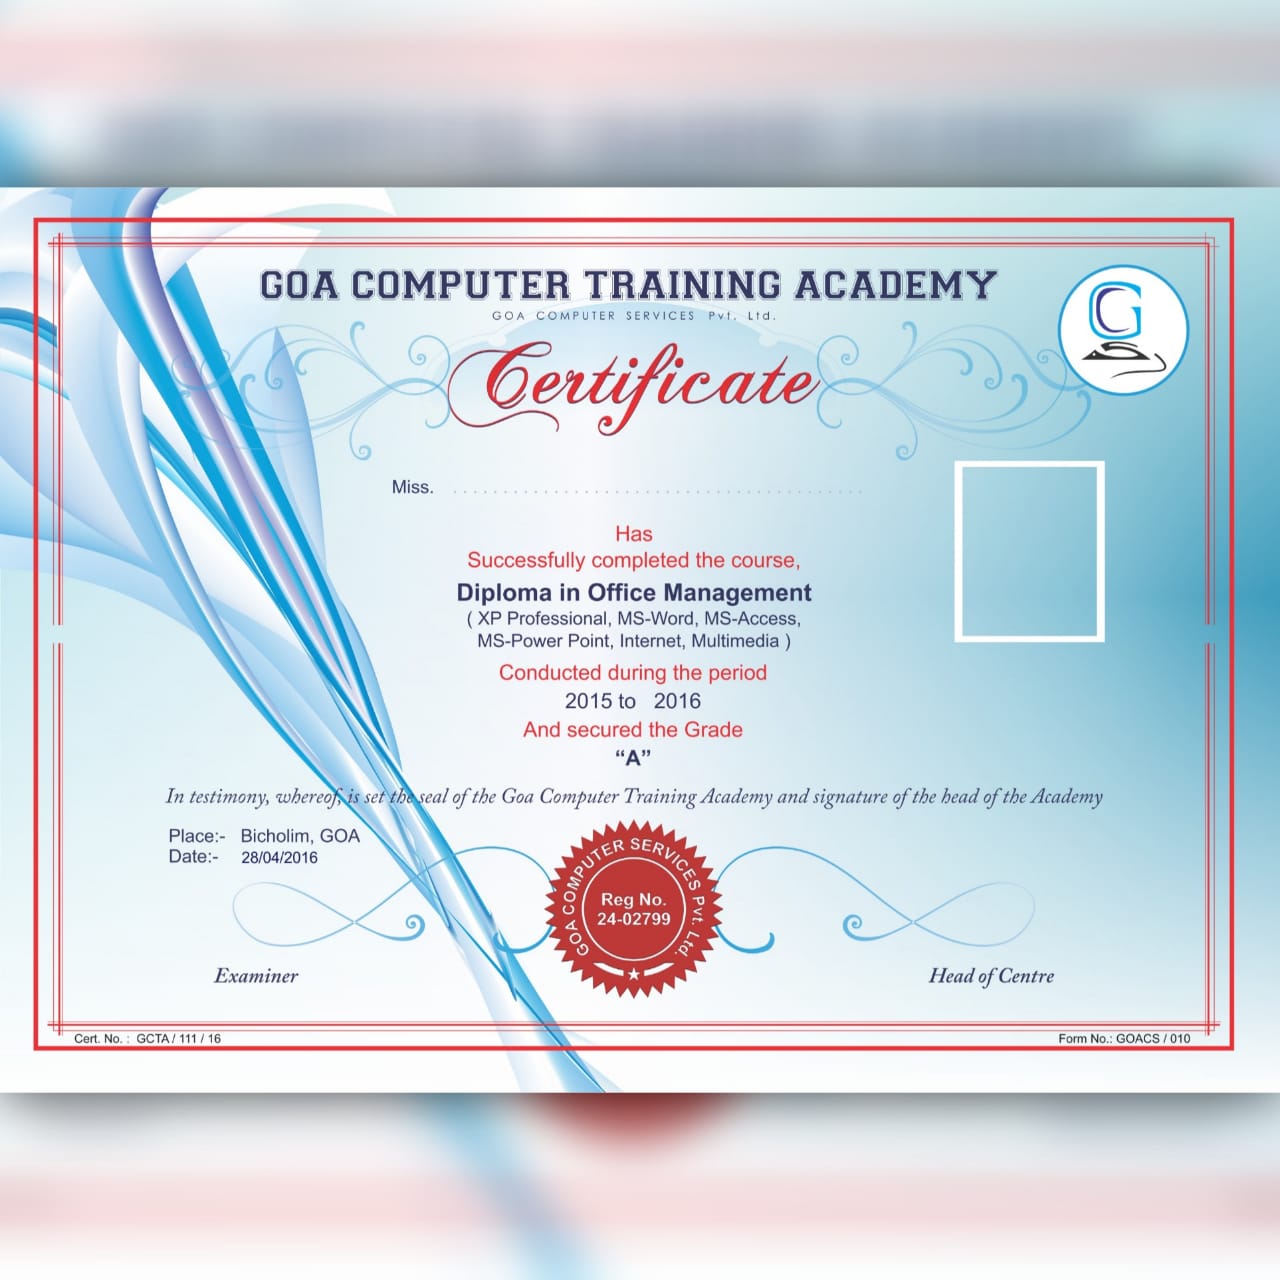 GOA COMPUTER TRAINING ACADEMY
GOA COMPUTER SERVICES Pvt. Ltd.
G
Certificate
Miss. ......................................................
Has
Successfully completed the course,
Diploma in Office Management
( XP Professional, MS-Word, MS-Access,
MS-Power Point, Internet, Multimedia )
Conducted during the period
2015 to 2016
And secured the Grade
“A”
In testimony, whereof, is set the seal of the Goa Computer Training Academy and signature of the head of the Academy
Place:- Bicholim, GOA
Date:- 28/04/2016
GOA COMPUTER SERVICES Pvt. Ltd.
Reg No.
24-02799
Examiner
Head of Centre
Cert. No. : GCTA / 111 / 16
Form No.: GOACS / 010